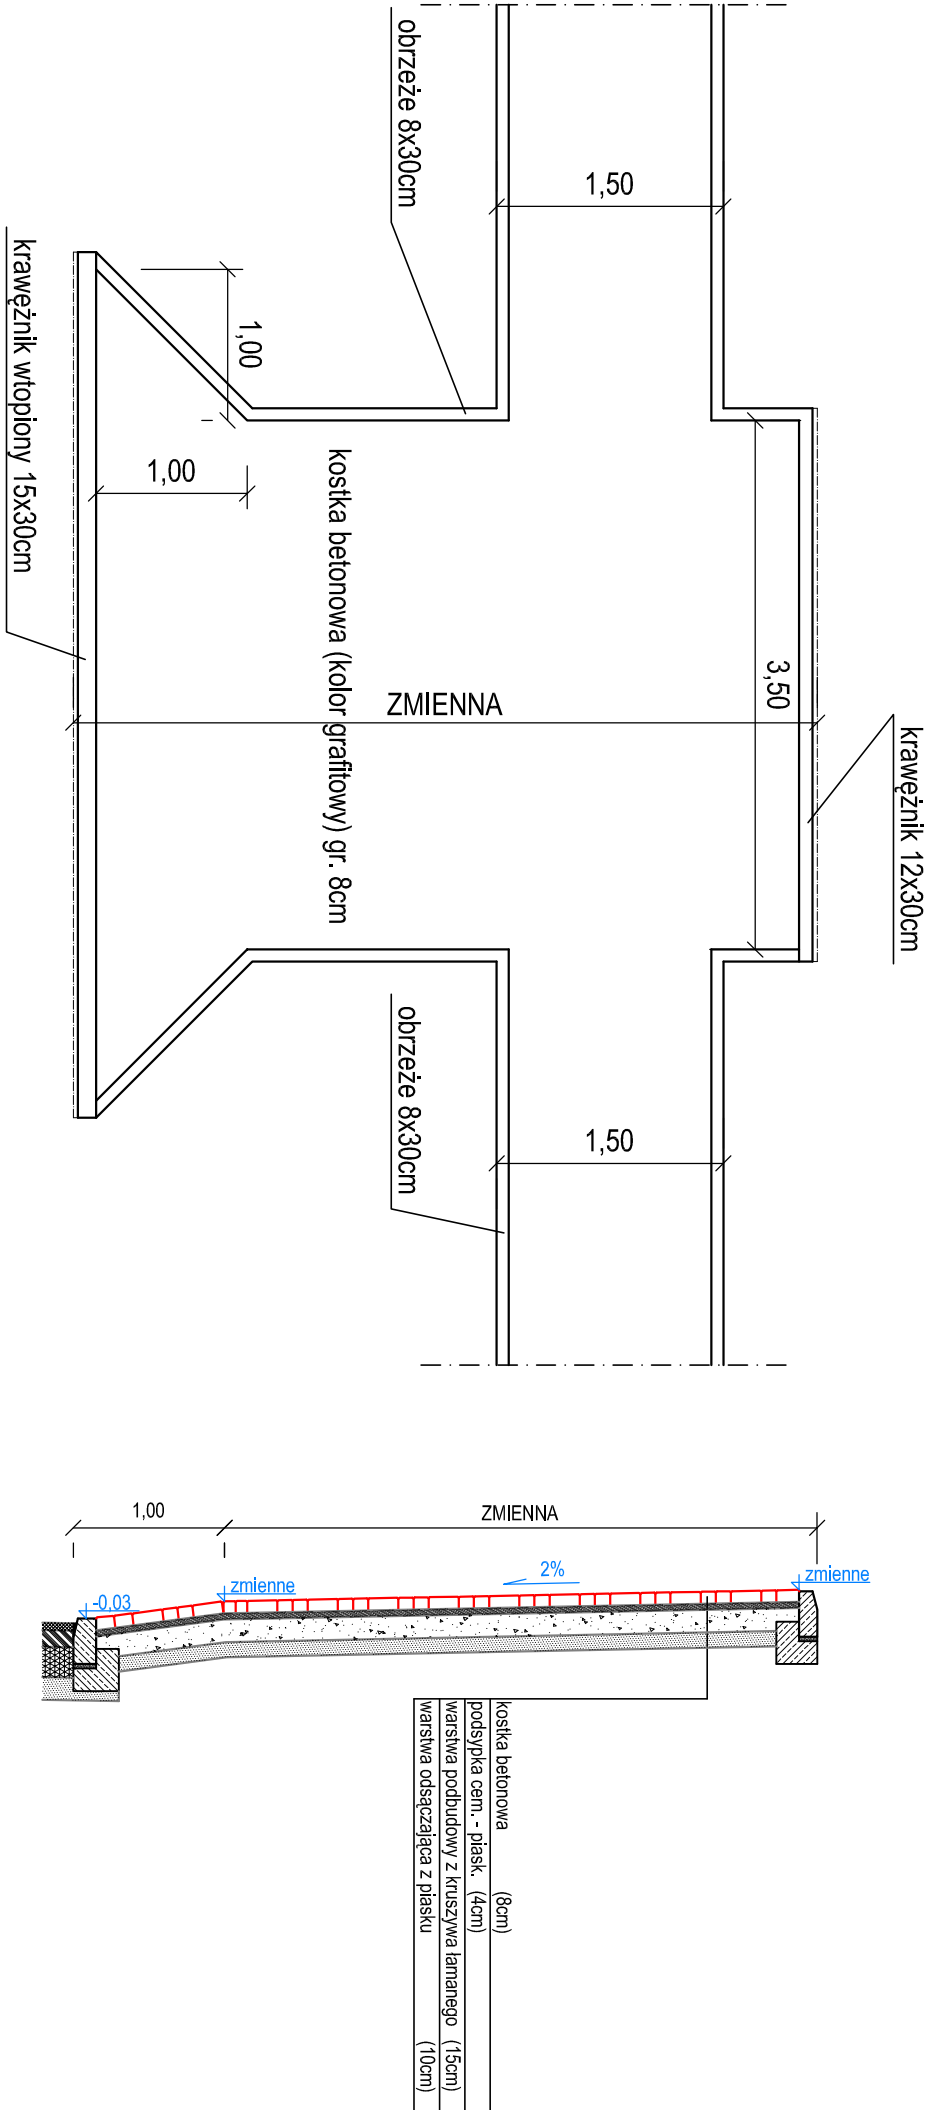 obrzeże 8x30cm
1,50
krawężnik wtopiony 15x30cm
1,00
1,00
kostka betonowa (kolor grafitowy) gr. 8cm
3,50
ZMIENNA
krawężnik 12x30cm
obrzeże 8x30cm
1,50
1,00
ZMIENNA
-0,03
zmienne
2%
zmienne
kostka betonowa (8cm)
podsypka cem. - piask. (4cm)
warstwa podbudowy z kruszywa łamanego (15cm)
warstwa odsączająca z piasku (10cm)